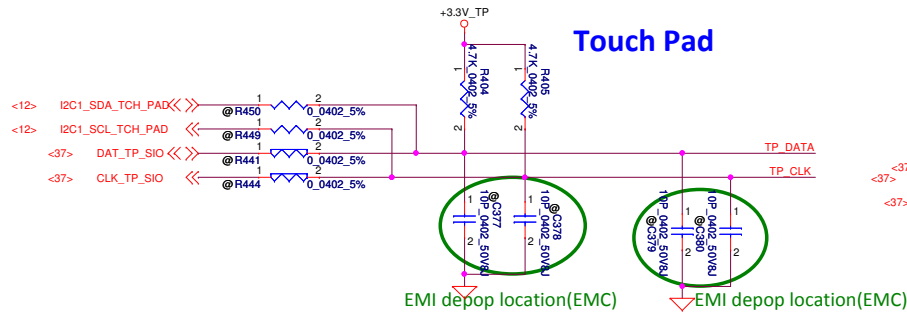 +3.3V_TP
Touch Pad
4.7K_0402_5%
R404
4.7K_0402_5%
R405
1
2
1
2
<12> I2C1_SDA_TCH_PAD
1 2
@R450 0_0402_5%
<12> I2C1_SCL_TCH_PAD
1 2
@R449 0_0402_5%
<37> DAT_TP_SIO
1 2
@R441 0_0402_5%
<37> CLK_TP_SIO
1 2
@R444 0_0402_5%
TP_DATA
TP_CLK
<37>
<37>
10P_0402_50V8J
@C377
1
2
10P_0402_50V8J
@C378
1
2
10P_0402_50V8J
@C379
1
2
10P_0402_50V8J
@C380
1
2
EMI depop location(EMC)
EMI depop location(EMC)